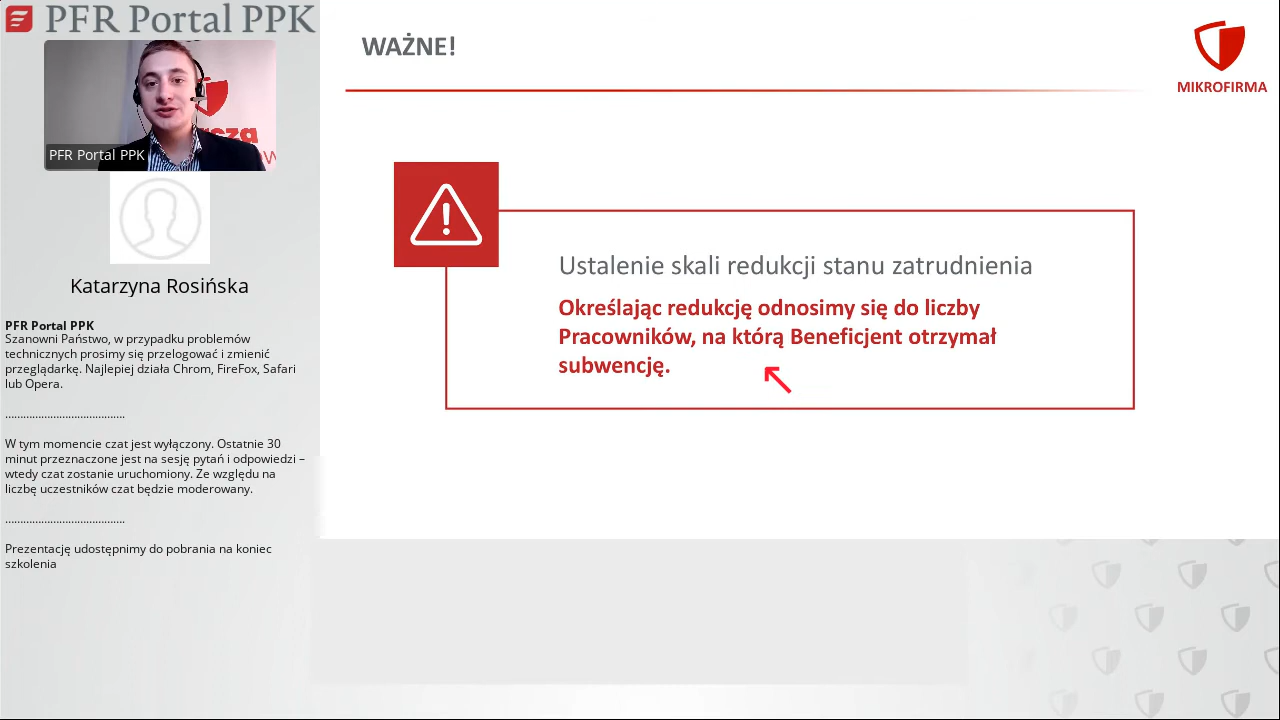 PFR Portal PPK
PFR Portal PPK
Katarzyna Rosińska
PFR Portal PPK
Szanowni Państwo, w przypadku problemów
technicznych prosimy się przelogować i zmienić
przeglądarkę. Najlepiej działa Chrom, FireFox, Safari
lub Opera.
........................................
W tym momencie czat jest wyłączony. Ostatnie 30
minut przeznaczone jest na sesję pytań i odpowiedzi –
wtedy czat zostanie uruchomiony. Ze względu na
liczbę uczestników czat będzie moderowany.
........................................
Prezentację udostępnimy do pobrania na koniec
szkolenia
WAŻNE!
MIKROFIRMA
Ustalenie skali redukcji stanu zatrudnienia
Określając redukcję odnosimy się do liczby
Pracowników, na którą Beneficjent otrzymał
subwencję.